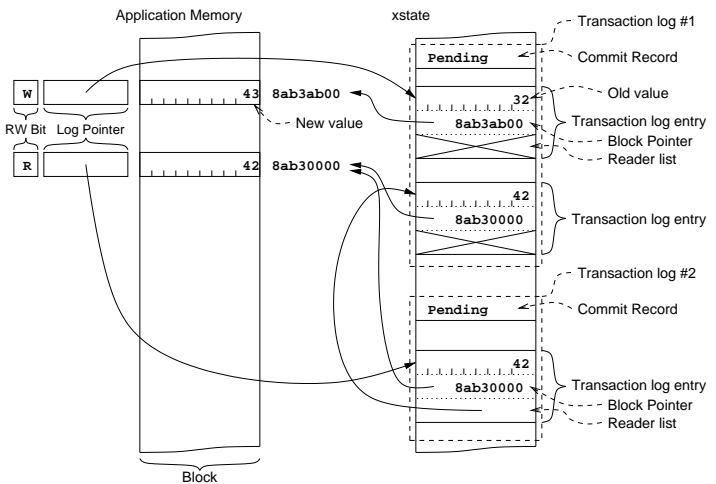 Application Memory
xstate
Transaction log #1
Pending
Commit Record
W
43
8ab3ab00
32
Old value
RW Bit
Log Pointer
New value
8ab3ab00
Transaction log entry
Block Pointer
Reader list
R
42
8ab30000
42
8ab30000
Transaction log entry
Transaction log #2
Pending
Commit Record
42
8ab30000
Transaction log entry
Block Pointer
Reader list
Block